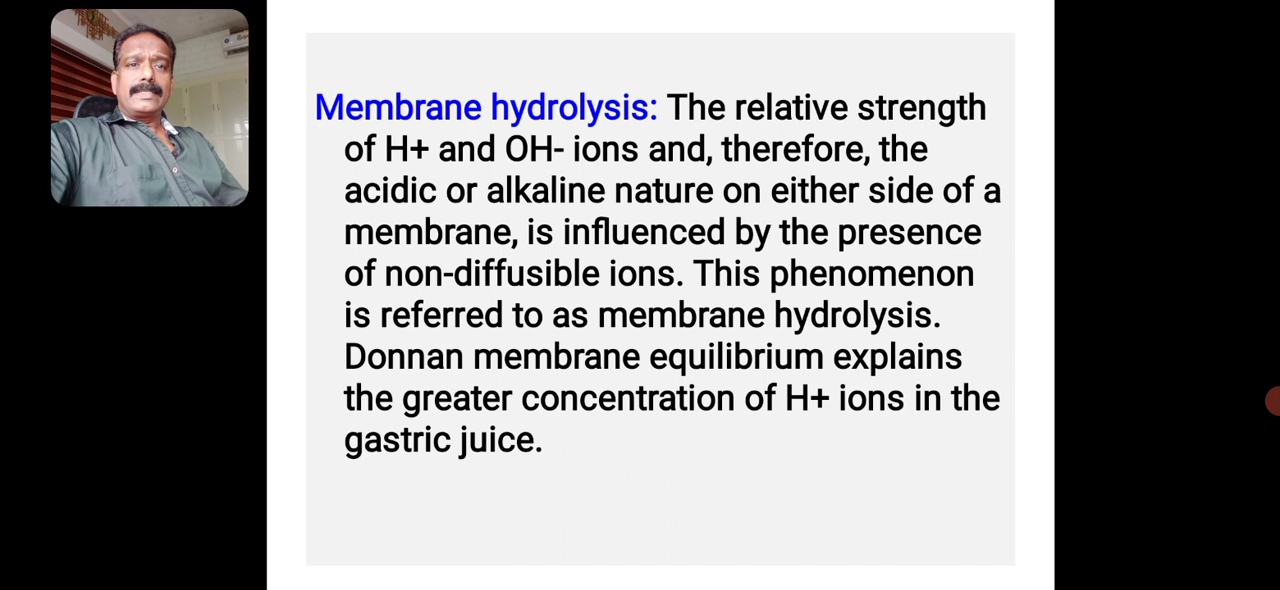 Membrane hydrolysis: The relative strength
of H+ and OH- ions and, therefore, the
acidic or alkaline nature on either side of a
membrane, is influenced by the presence
of non-diffusible ions. This phenomenon
is referred to as membrane hydrolysis.
Donnan membrane equilibrium explains
the greater concentration of H+ ions in the
gastric juice.